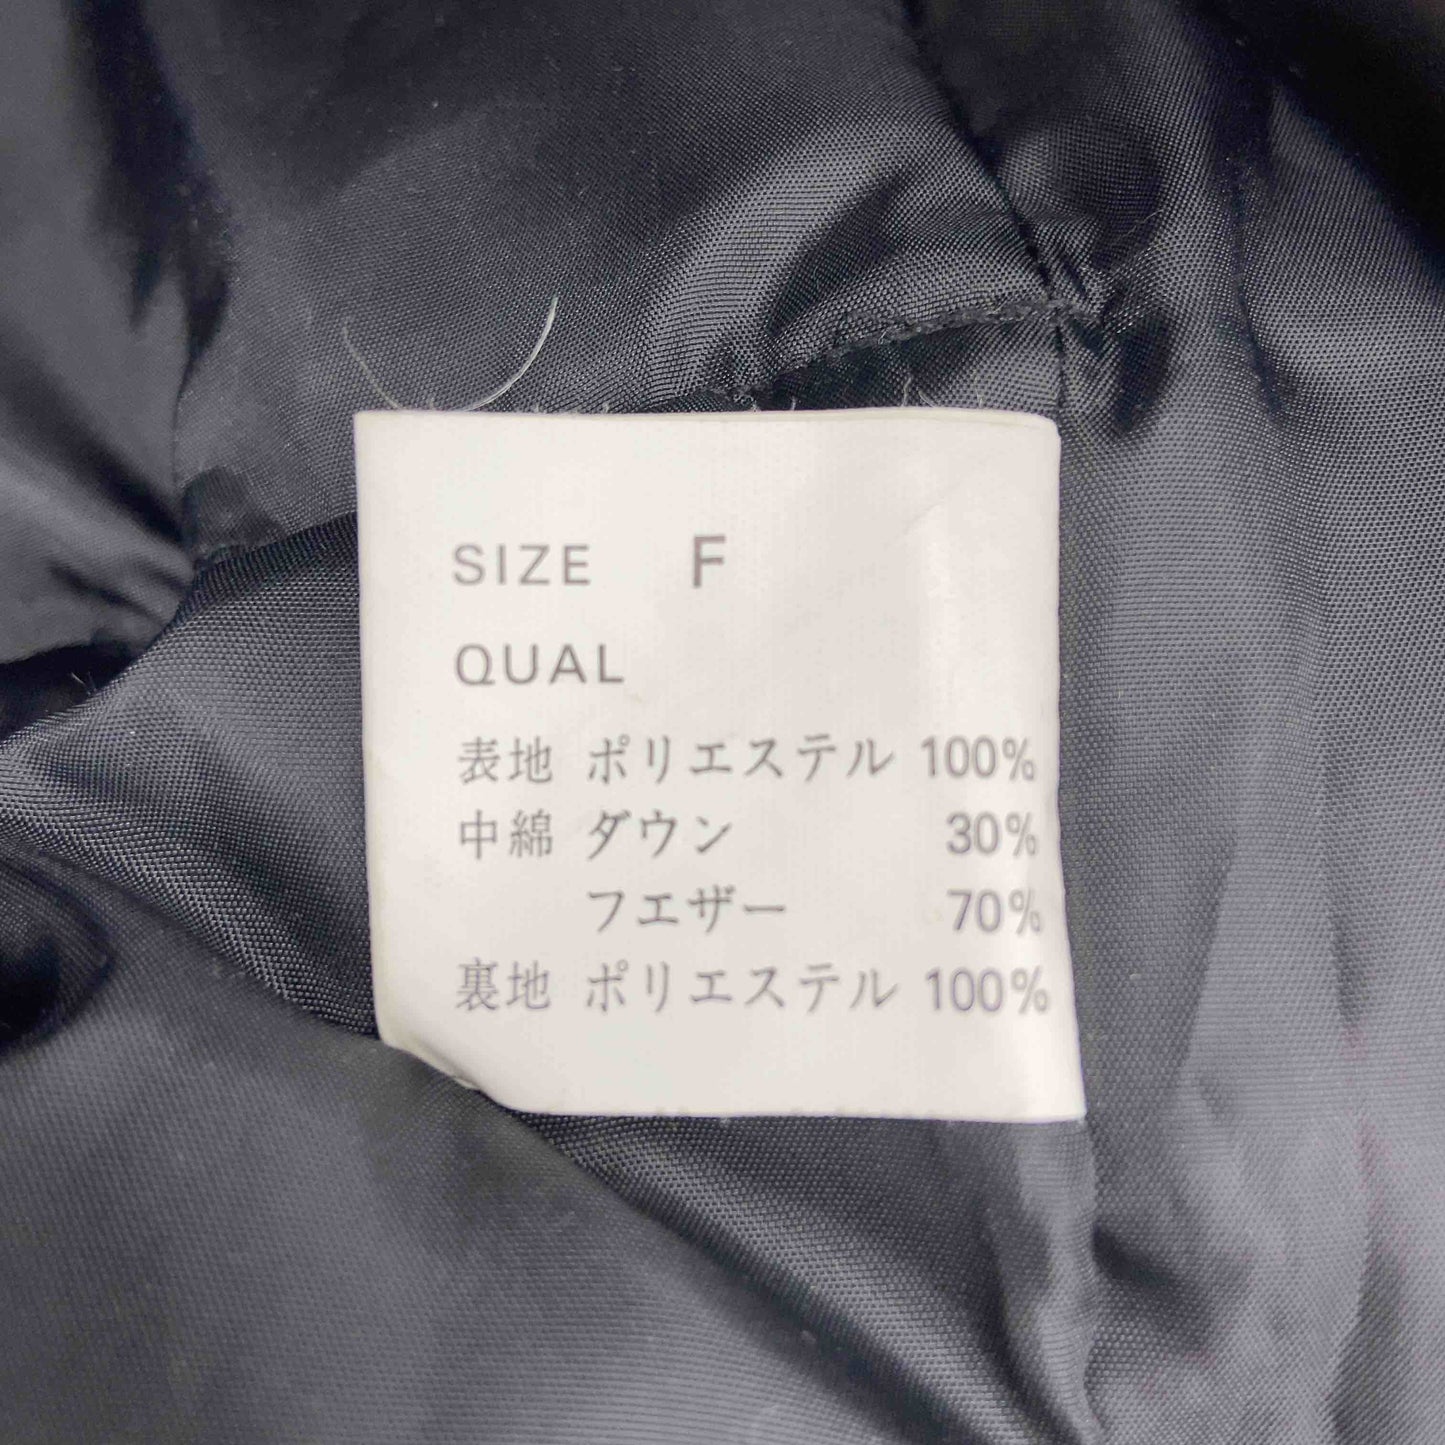 SIZE F
QUAL
表地 ポリエステル 100%
中綿 ダウン 30%
フエザー 70%
裏地 ポリエステル 100%